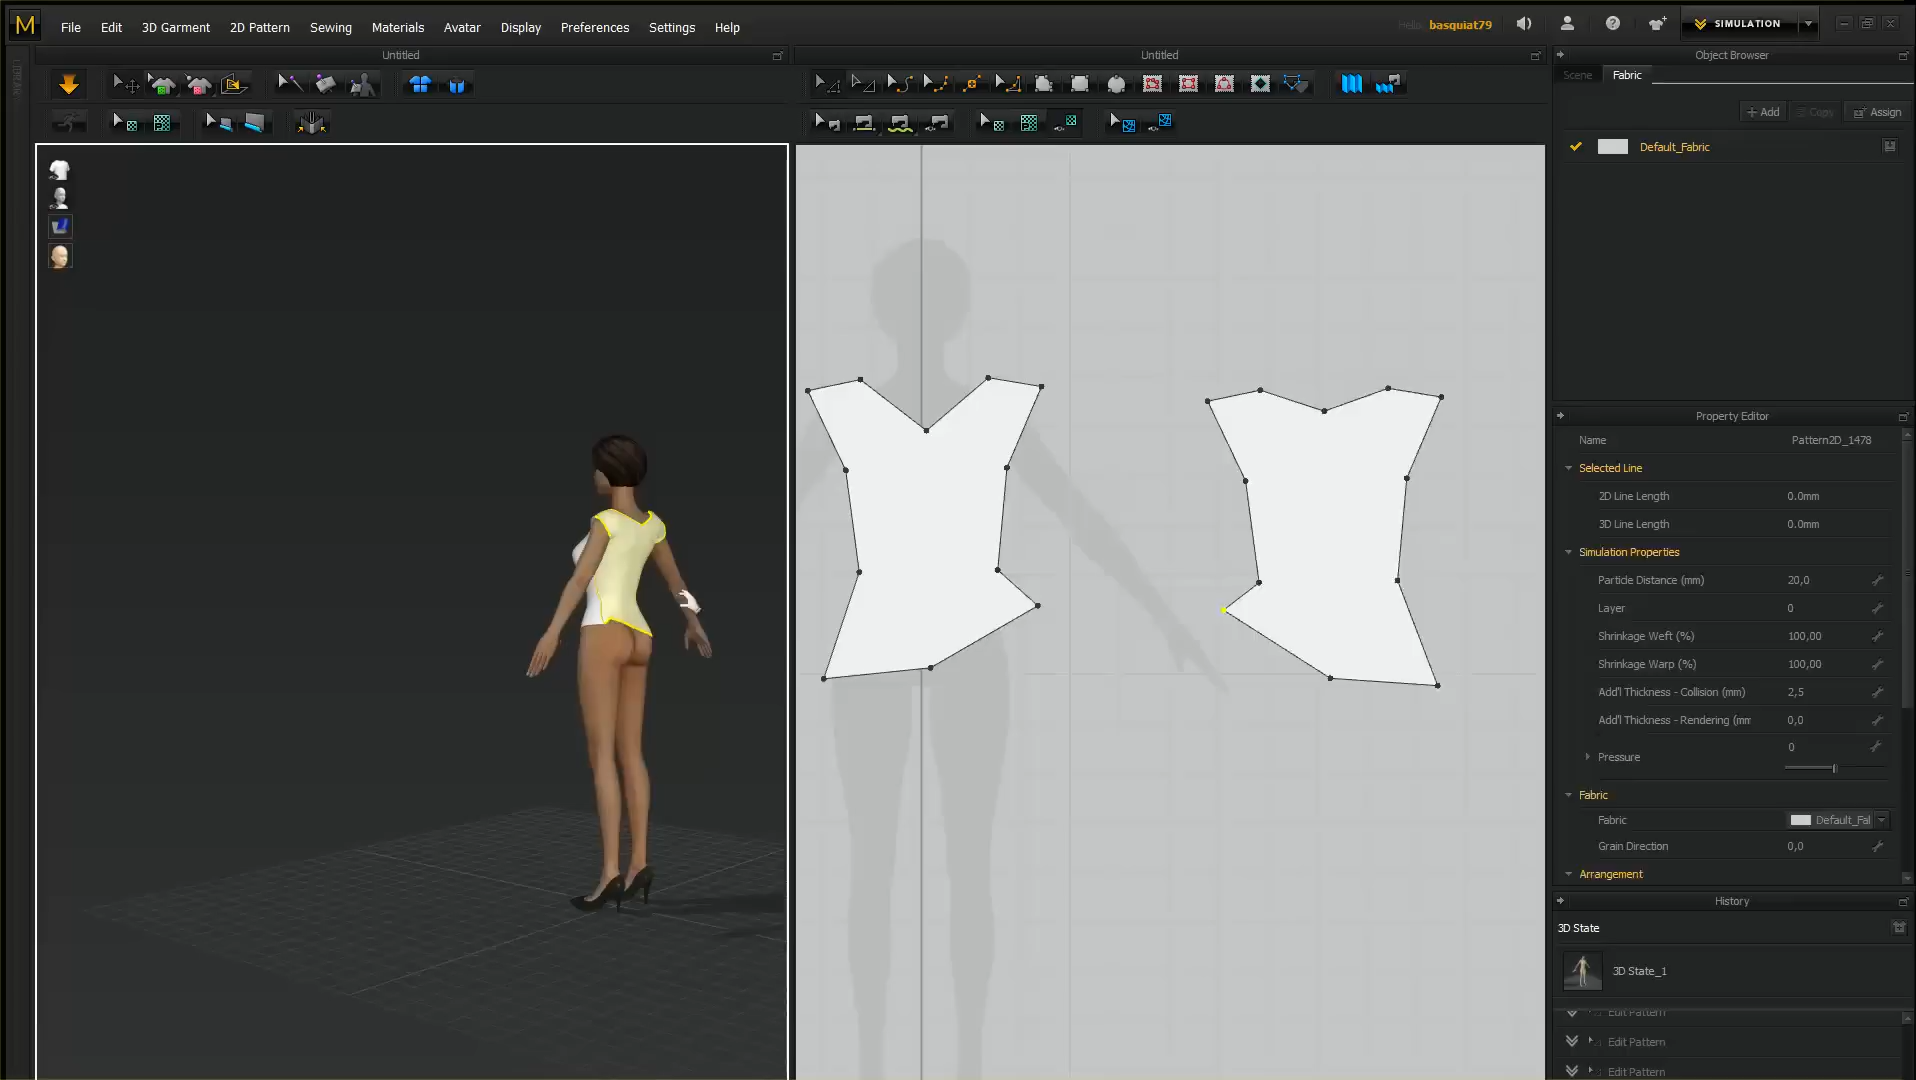 M File Edit 3D Garment 2D Pattern Sewing Materials Avatar Display Preferences Settings Help Hello, basquiat79 SIMULATION
Untitled
Untitled
Object Browser
Scene Fabric
+ Add Copy Assign
Default_Fabric
Property Editor
Name Pattern2D_1478
Selected Line
2D Line Length 0.0mm
3D Line Length 0.0mm
Simulation Properties
Particle Distance (mm) 20,0
Layer 0
Shrinkage Weft (%) 100,00
Shrinkage Warp (%) 100,00
Add'l Thickness - Collision (mm) 2,5
Add'l Thickness - Rendering (mm 0,0
Pressure 0
Fabric
Fabric Default_Fal
Grain Direction 0,0
Arrangement
History
3D State
3D State_1
Edit Pattern
Edit Pattern
Edit Pattern